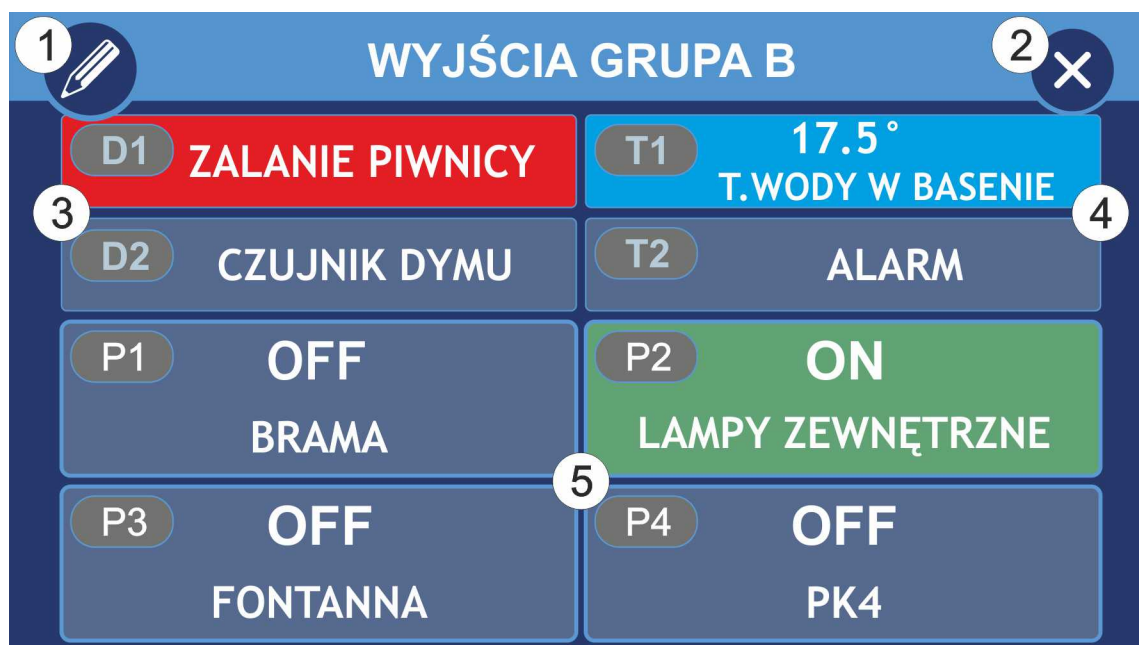 1
WYJŚCIA GRUPA B
2
D1 ZALANIE PIWNICY
T1 17.5°
T.WODY W BASENIE
3
4
D2 CZUJNIK DYMU
T2 ALARM
P1 OFF
BRAMA
P2 ON
LAMPY ZEWNĘTRZNE
5
P3 OFF
FONTANNA
P4 OFF
PK4